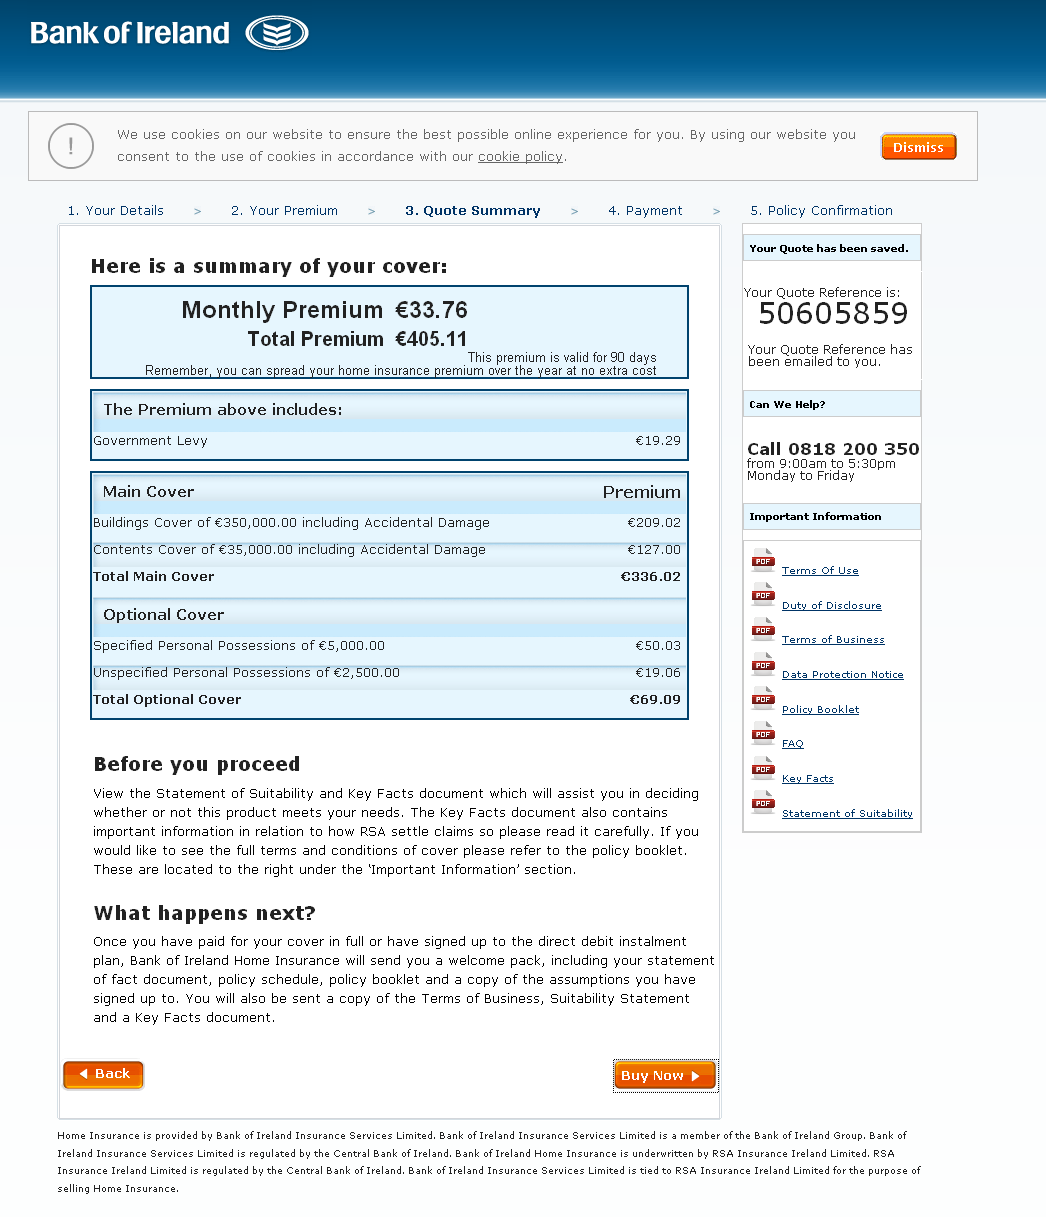 Bank of Ireland
We use cookies on our website to ensure the best possible online experience for you. By using our website you
consent to the use of cookies in accordance with our cookie policy.
Dismiss
1. Your Details > 2. Your Premium > 3. Quote Summary > 4. Payment > 5. Policy Confirmation
Here is a summary of your cover:
Monthly Premium €33.76
Total Premium €405.11
This premium is valid for 90 days
Remember, you can spread your home insurance premium over the year at no extra cost
The Premium above includes:
Government Levy €19.29
Main Cover Premium
Buildings Cover of €350,000.00 including Accidental Damage €209.02
Contents Cover of €35,000.00 including Accidental Damage €127.00
Total Main Cover €336.02
Optional Cover
Specified Personal Possessions of €5,000.00 €50.03
Unspecified Personal Possessions of €2,500.00 €19.06
Total Optional Cover €69.09
Before you proceed
View the Statement of Suitability and Key Facts document which will assist you in deciding
whether or not this product meets your needs. The Key Facts document also contains
important information in relation to how RSA settle claims so please read it carefully. If you
would like to see the full terms and conditions of cover please refer to the policy booklet.
These are located to the right under the ‘Important Information’ section.
What happens next?
Once you have paid for your cover in full or have signed up to the direct debit instalment
plan, Bank of Ireland Home Insurance will send you a welcome pack, including your statement
of fact document, policy schedule, policy booklet and a copy of the assumptions you have
signed up to. You will also be sent a copy of the Terms of Business, Suitability Statement
and a Key Facts document.
Back
Buy Now
Your Quote has been saved.
Your Quote Reference is:
50605859
Your Quote Reference has
been emailed to you.
Can We Help?
Call 0818 200 350
from 9:00am to 5:30pm
Monday to Friday
Important Information
PDF Terms Of Use
PDF Duty of Disclosure
PDF Terms of Business
PDF Data Protection Notice
PDF Policy Booklet
PDF FAQ
PDF Key Facts
PDF Statement of Suitability
Home Insurance is provided by Bank of Ireland Insurance Services Limited. Bank of Ireland Insurance Services Limited is a member of the Bank of Ireland Group. Bank of
Ireland Insurance Services Limited is regulated by the Central Bank of Ireland. Bank of Ireland Home Insurance is underwritten by RSA Insurance Ireland Limited. RSA
Insurance Ireland Limited is regulated by the Central Bank of Ireland. Bank of Ireland Insurance Services Limited is tied to RSA Insurance Ireland Limited for the purpose of
selling Home Insurance.